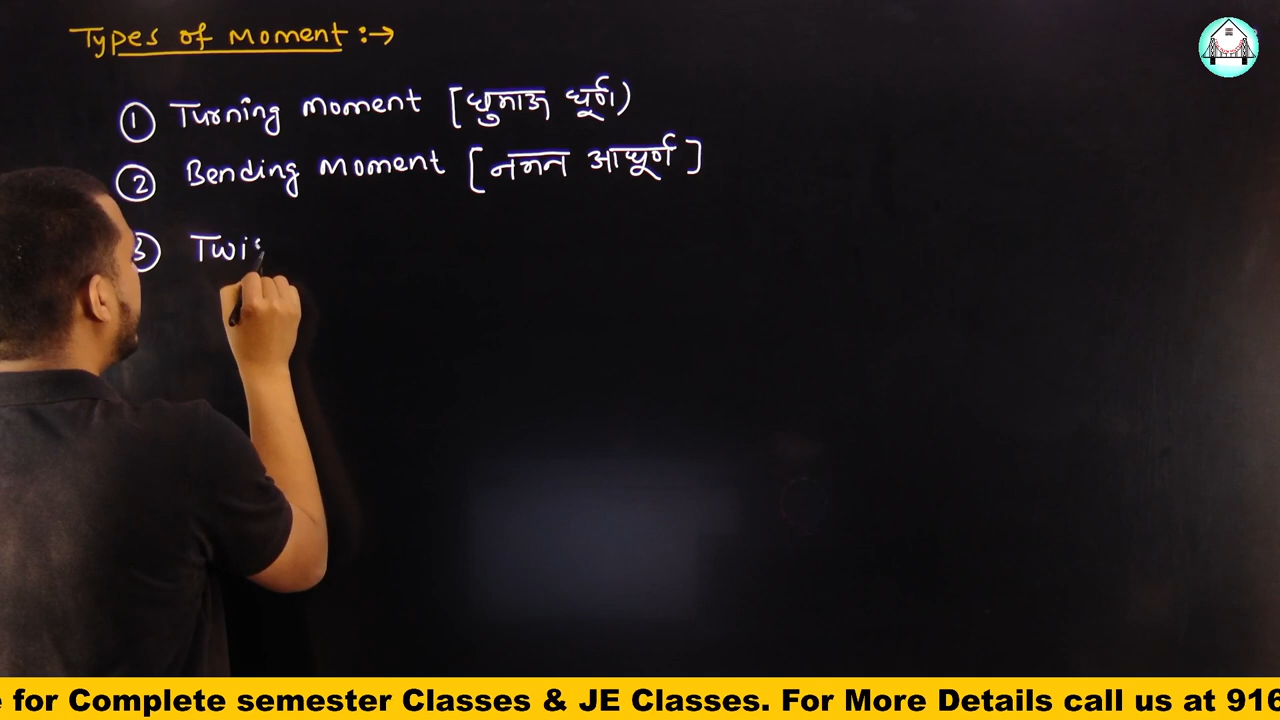 Types of Moment :→
① Turning Moment [घुमाऊ घूर्ण)
② Bending Moment [नमन आघूर्ण]
③ Twis
e for Complete semester Classes & JE Classes. For More Details call us at 916